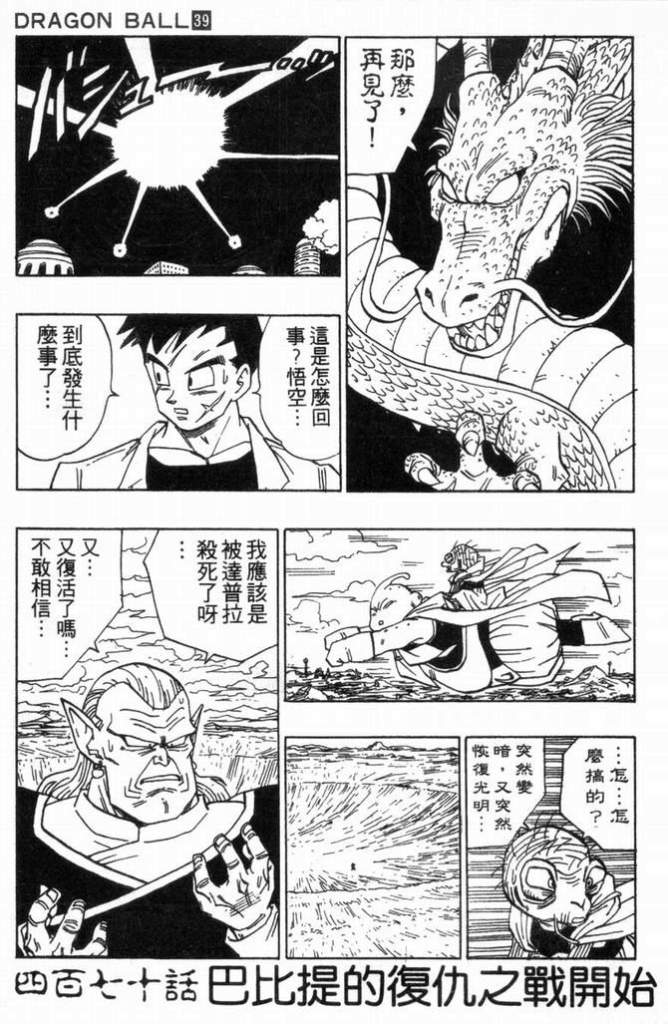 DRAGON BALL 39
那麼，
再見了！
這是怎麼回
事？悟空…
到底發生什
麼事了…
我應該是
被達普拉
殺死了呀
…
又…
又復活了嗎…
不敢相信…
…怎…怎
麼搞的？
突然變
暗，又突然
恢復光明…
四百七十話 巴比提的復仇之戰開始